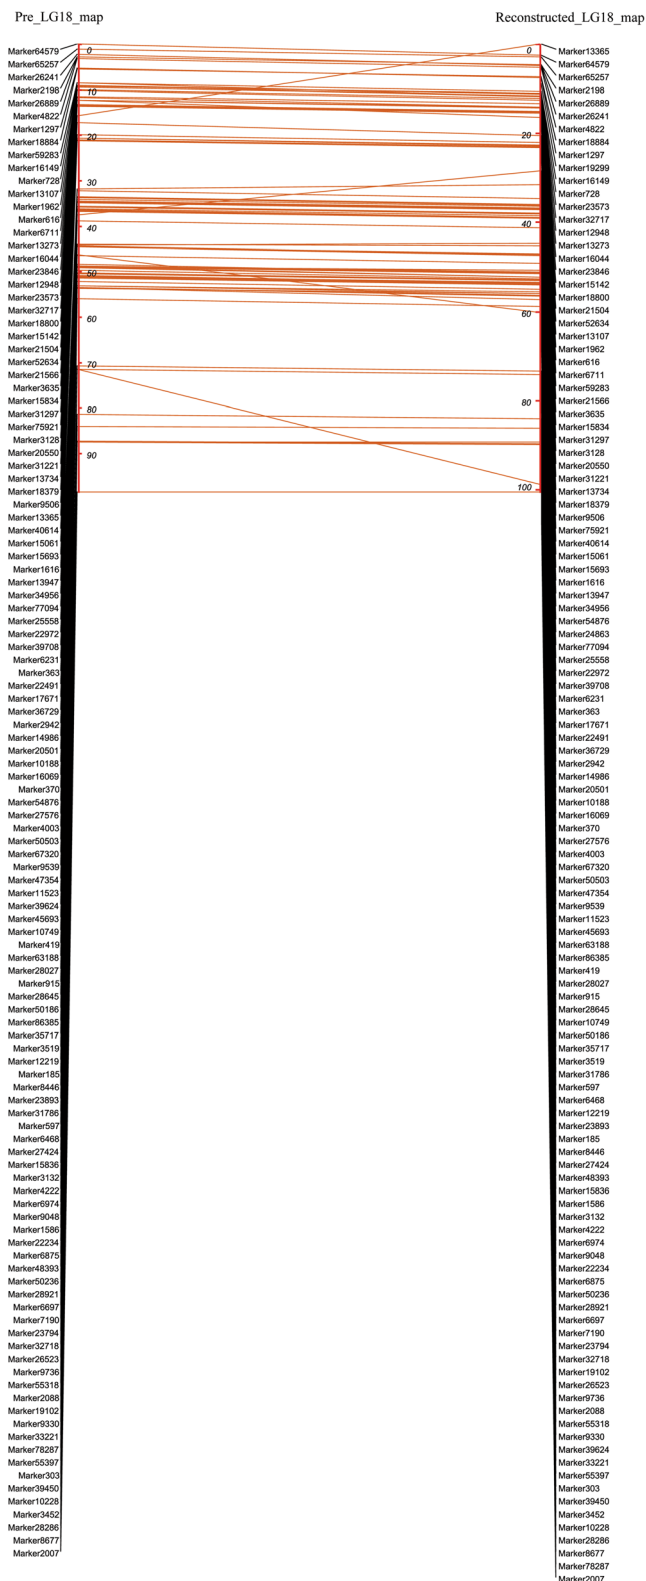 Pre_LG18_map
Reconstructed_LG18_map
Marker64579
Marker65257
Marker26241
Marker2198
Marker26889
Marker4822
Marker1297
Marker18884
Marker59283
Marker16149
Marker728
Marker13107
Marker1962
Marker616
Marker6711
Marker13273
Marker16044
Marker23846
Marker12948
Marker23573
Marker32717
Marker18800
Marker15142
Marker21504
Marker52634
Marker21566
Marker3635
Marker15834
Marker31297
Marker75921
Marker3128
Marker20550
Marker31221
Marker13734
Marker18379
Marker9506
Marker13365
Marker40614
Marker15061
Marker15693
Marker1616
Marker13947
Marker34956
Marker77094
Marker25558
Marker22972
Marker39708
Marker6231
Marker363
Marker22491
Marker17671
Marker36729
Marker2942
Marker14986
Marker20501
Marker10188
Marker16069
Marker370
Marker54876
Marker27576
Marker4003
Marker50503
Marker67320
Marker9539
Marker47354
Marker11523
Marker39624
Marker45693
Marker10749
Marker419
Marker63188
Marker28027
Marker915
Marker28645
Marker50186
Marker86385
Marker35717
Marker3519
Marker12219
Marker185
Marker8446
Marker23893
Marker31786
Marker597
Marker6468
Marker27424
Marker15836
Marker3132
Marker4222
Marker6974
Marker9048
Marker1586
Marker22234
Marker6875
Marker48393
Marker50236
Marker28921
Marker6697
Marker7190
Marker23794
Marker32718
Marker26523
Marker9736
Marker55318
Marker2088
Marker19102
Marker9330
Marker33221
Marker78287
Marker55397
Marker303
Marker39450
Marker10228
Marker3452
Marker28286
Marker8677
Marker2007
0
10
20
30
40
50
60
70
80
90
0
20
40
60
80
100
Marker13365
Marker64579
Marker65257
Marker2198
Marker26889
Marker26241
Marker4822
Marker18884
Marker1297
Marker19299
Marker16149
Marker728
Marker23573
Marker32717
Marker12948
Marker13273
Marker16044
Marker23846
Marker15142
Marker18800
Marker21504
Marker52634
Marker13107
Marker1962
Marker616
Marker6711
Marker59283
Marker21566
Marker3635
Marker15834
Marker31297
Marker3128
Marker20550
Marker31221
Marker13734
Marker18379
Marker9506
Marker75921
Marker40614
Marker15061
Marker15693
Marker1616
Marker13947
Marker34956
Marker54876
Marker24863
Marker77094
Marker25558
Marker22972
Marker39708
Marker6231
Marker363
Marker17671
Marker22491
Marker36729
Marker2942
Marker14986
Marker20501
Marker10188
Marker16069
Marker370
Marker27576
Marker4003
Marker67320
Marker50503
Marker47354
Marker9539
Marker11523
Marker45693
Marker63188
Marker86385
Marker419
Marker28027
Marker915
Marker28645
Marker10749
Marker50186
Marker35717
Marker3519
Marker31786
Marker597
Marker6468
Marker12219
Marker23893
Marker185
Marker8446
Marker27424
Marker48393
Marker15836
Marker1586
Marker3132
Marker4222
Marker6974
Marker9048
Marker22234
Marker6875
Marker50236
Marker28921
Marker6697
Marker7190
Marker23794
Marker32718
Marker19102
Marker26523
Marker9736
Marker2088
Marker55318
Marker9330
Marker39624
Marker33221
Marker55397
Marker303
Marker39450
Marker3452
Marker10228
Marker28286
Marker8677
Marker78287
Marker2007